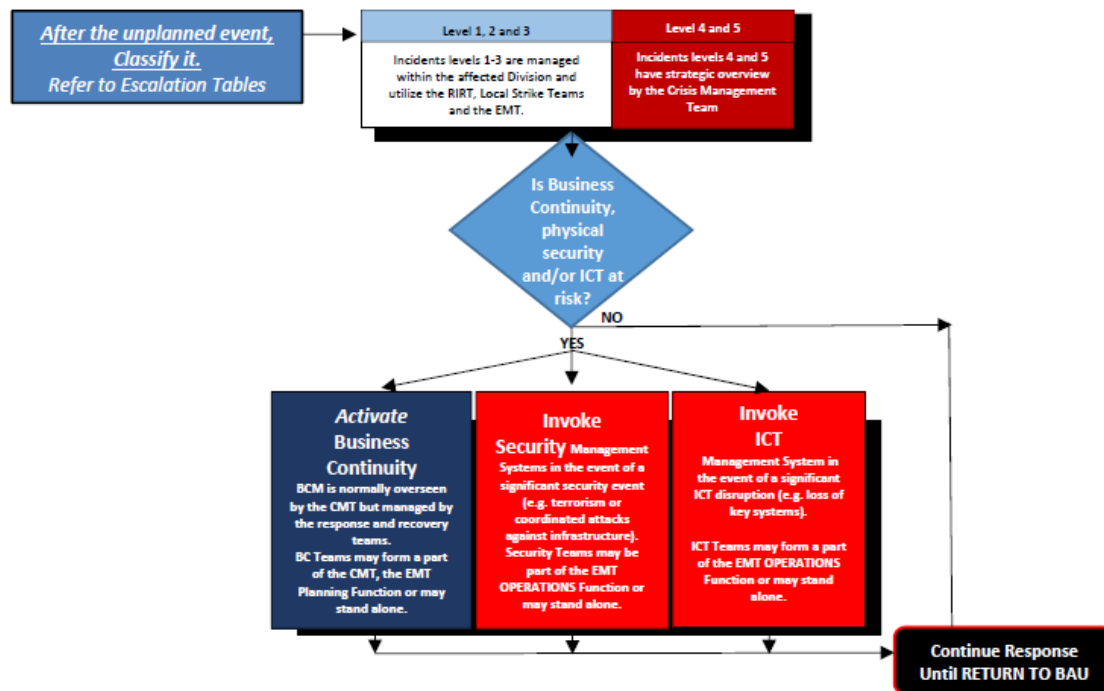 After the unplanned event,
Classify it.
Refer to Escalation Tables
Level 1, 2 and 3
Level 4 and 5
Incidents levels 1-3 are managed
within the affected Division and
utilize the RIRT, Local Strike Teams
and the EMT.
Incidents levels 4 and 5
have strategic overview
by the Crisis Management
Team
Is Business
Continuity,
physical
security
and/or ICT at
risk?
NO
YES
Activate
Business
Continuity
BCM is normally overseen
by the CMT but managed by
the response and recovery
teams.
BC Teams may form a part
of the CMT, the EMT
Planning Function or may
stand alone.
Invoke
Security Management
Systems in the event of a
significant security event
(e.g. terrorism or
coordinated attacks
against infrastructure).
Security Teams may be
part of the EMT
OPERATIONS Function or
may stand alone.
Invoke
ICT
Management System in
the event of a significant
ICT disruption (e.g. loss of
key systems).
ICT Teams may form a part
of the EMT OPERATIONS
Function or may stand
alone.
Continue Response
Until RETURN TO BAU